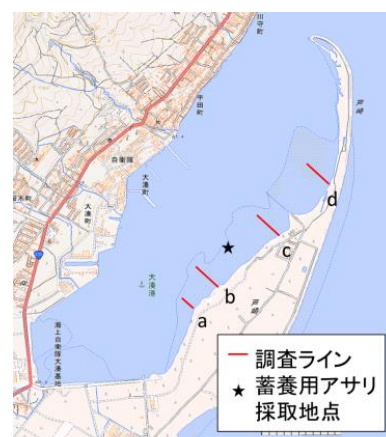 川守町
宇田町
自衛隊
大湊町
大湊港
海上自衛隊大湊基地
芦崎
芦崎
d
c
b
a
調査ライン
蓄養用アサリ
採取地点